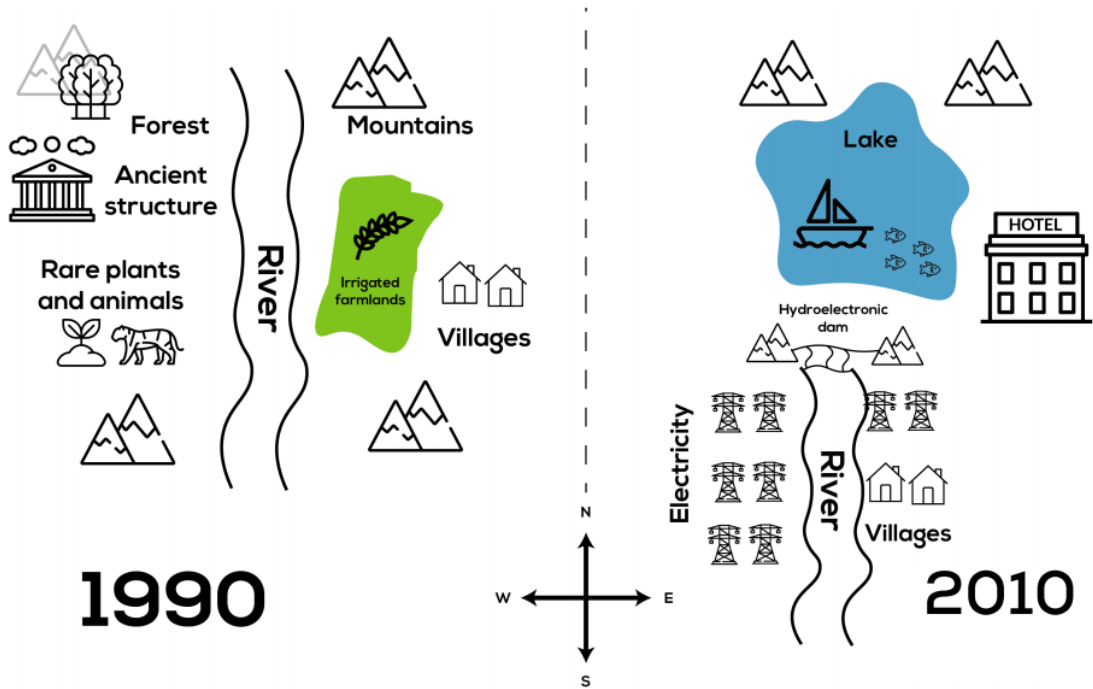 Forest
Ancient
structure
Rare plants
and animals
River
Mountains
Irrigated
farmlands
Villages
1990
N
W
E
S
Lake
HOTEL
Hydroelectronic
dam
Electricity
River
Villages
2010